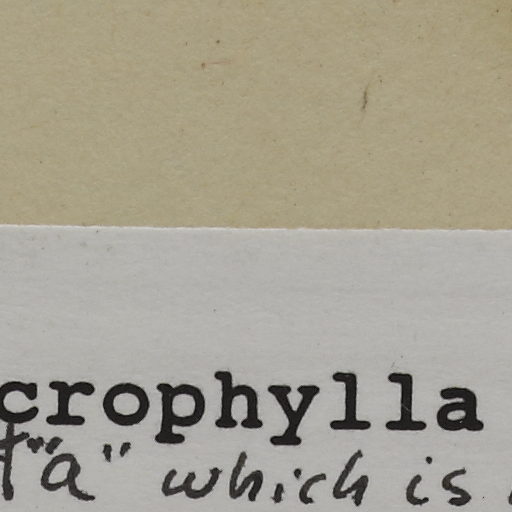 crophylla
t "a" which is